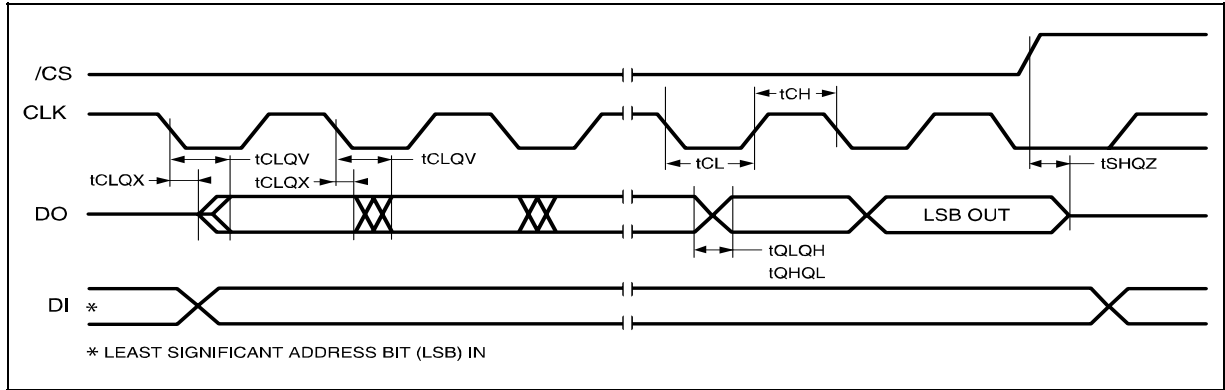 /CS
CLK
tCH
tCLQV
tCLQV
tCL
tSHQZ
tCLQX
tCLQX
DO
LSB OUT
tQLQH
tQHQL
DI *
* LEAST SIGNIFICANT ADDRESS BIT (LSB) IN